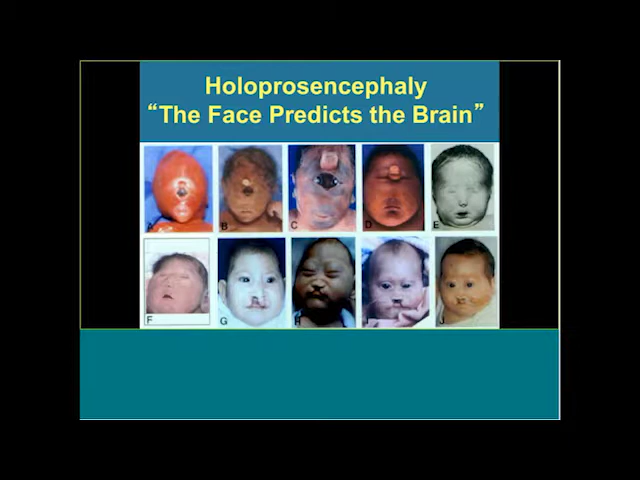 Holoprosencephaly
“The Face Predicts the Brain”
A B C D E
F G H I J